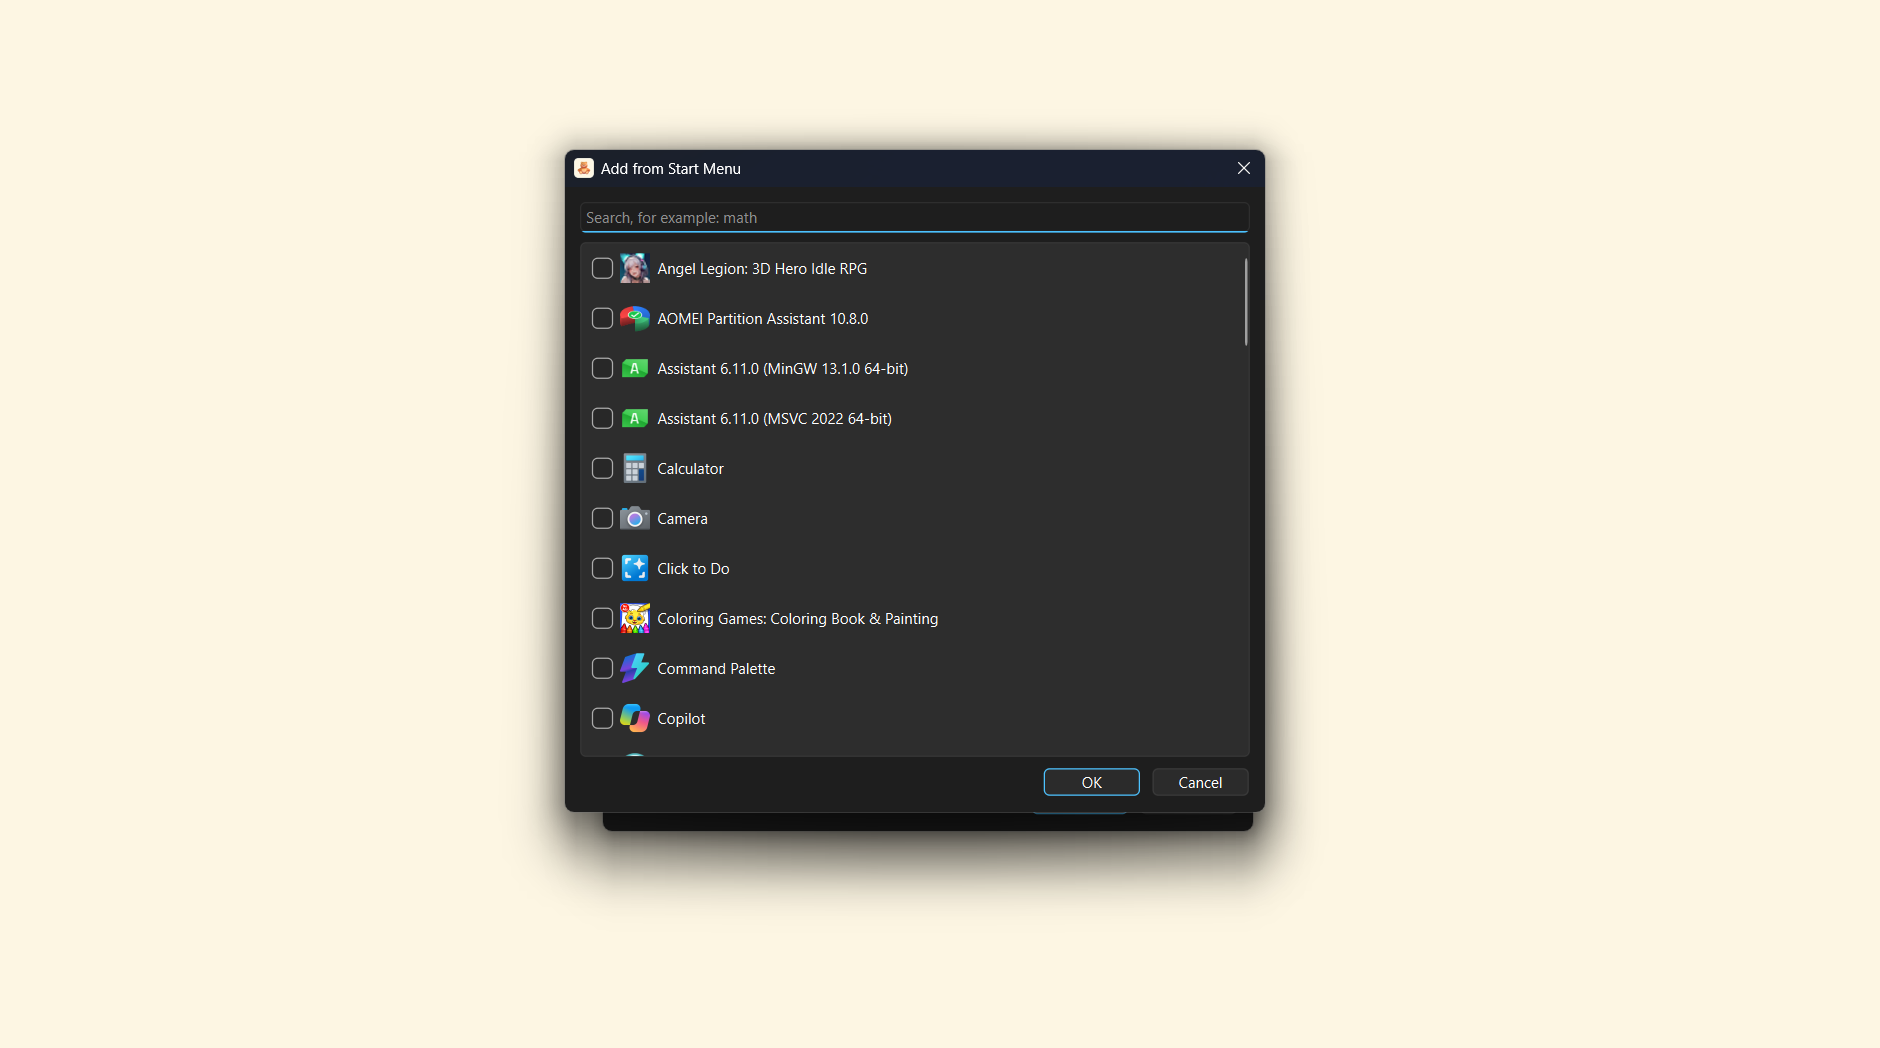 Add from Start Menu
Search, for example: math
Angel Legion: 3D Hero Idle RPG
AOMEI Partition Assistant 10.8.0
A Assistant 6.11.0 (MinGW 13.1.0 64-bit)
A Assistant 6.11.0 (MSVC 2022 64-bit)
Calculator
Camera
Click to Do
Coloring Games: Coloring Book & Painting
Command Palette
Copilot
OK Cancel